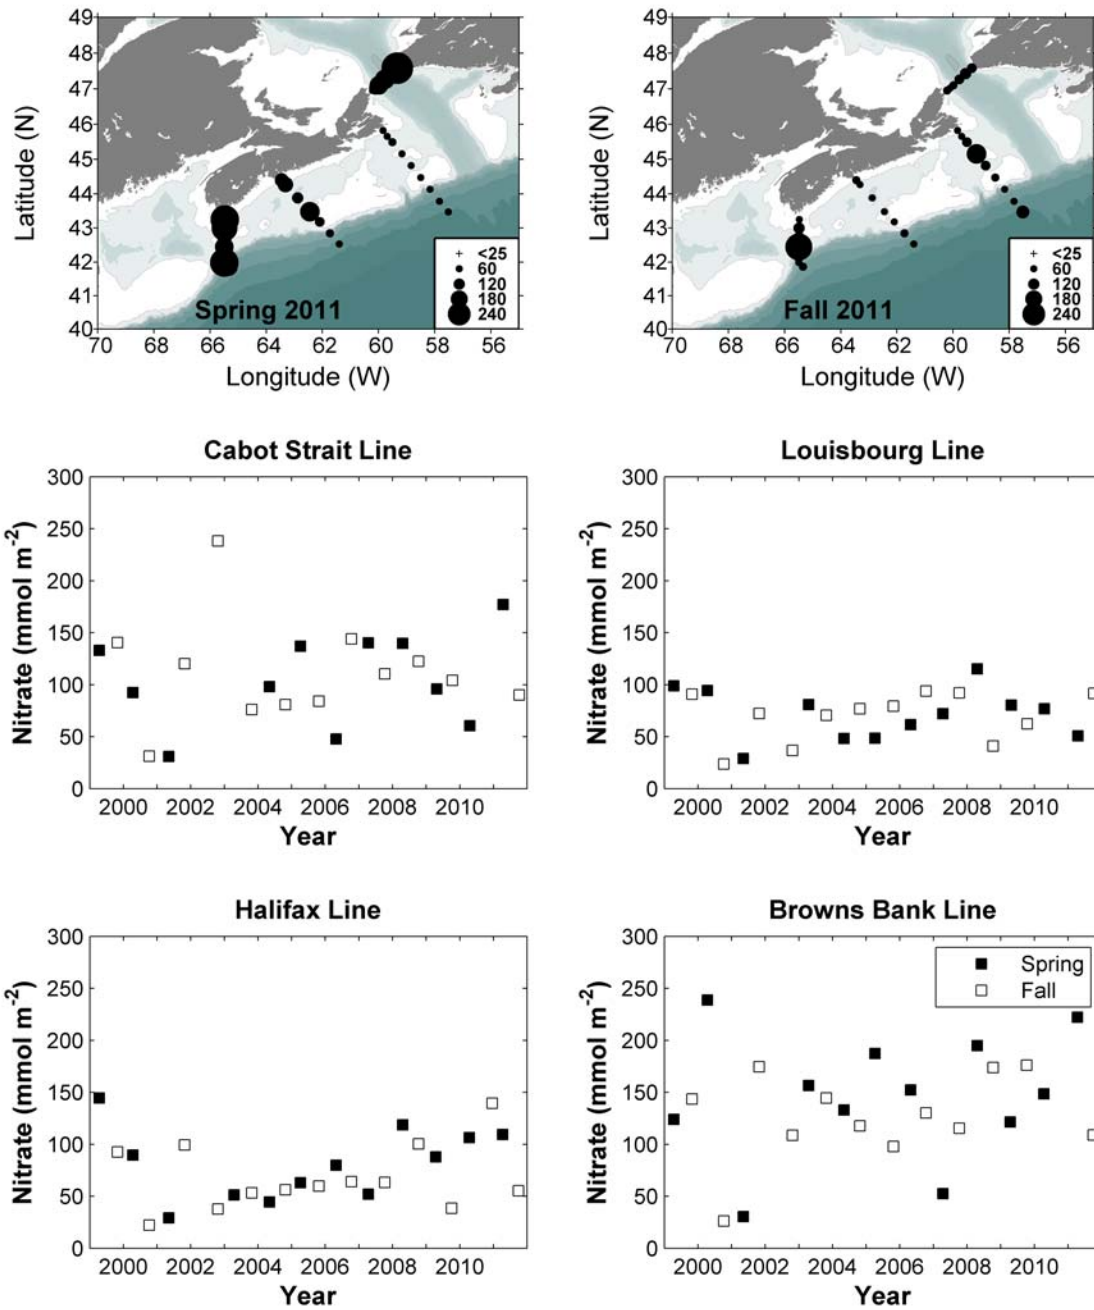 49
48
47
46
45
44
43
42
41
40
Latitude (N)
70 68 66 64 62 60 58 56
Longitude (W)
Spring 2011
+ <25
60
120
180
240
49
48
47
46
45
44
43
42
41
40
Latitude (N)
70 68 66 64 62 60 58 56
Longitude (W)
Fall 2011
+ <25
60
120
180
240
Cabot Strait Line
300
250
200
150
100
50
0
Nitrate (mmol m⁻²)
2000 2002 2004 2006 2008 2010
Year
Louisbourg Line
300
250
200
150
100
50
0
Nitrate (mmol m⁻²)
2000 2002 2004 2006 2008 2010
Year
Halifax Line
300
250
200
150
100
50
0
Nitrate (mmol m⁻²)
2000 2002 2004 2006 2008 2010
Year
Browns Bank Line
300
250
200
150
100
50
0
Nitrate (mmol m⁻²)
2000 2002 2004 2006 2008 2010
Year
Spring
Fall